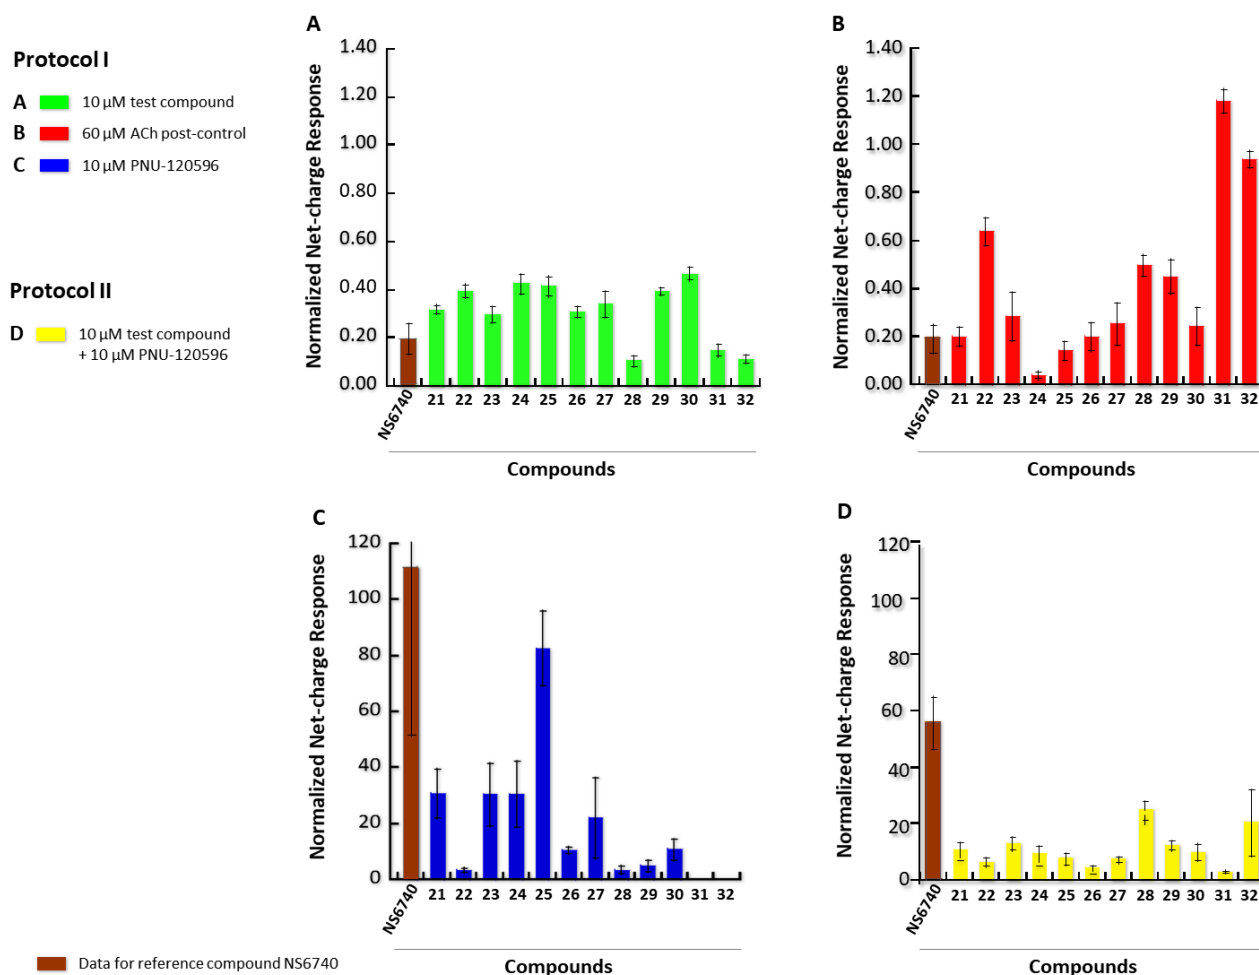 Protocol I
A 10 µM test compound
B 60 µM ACh post-control
C 10 µM PNU-120596
Protocol II
D 10 µM test compound
+ 10 µM PNU-120596
A
Normalized Net-charge Response
1.40
1.20
1.00
0.80
0.60
0.40
0.20
0.00
NS6740 21 22 23 24 25 26 27 28 29 30 31 32
Compounds
B
Normalized Net-charge Response
1.40
1.20
1.00
0.80
0.60
0.40
0.20
0.00
NS6740 21 22 23 24 25 26 27 28 29 30 31 32
Compounds
C
Normalized Net-charge Response
120
100
80
60
40
20
0
NS6740 21 22 23 24 25 26 27 28 29 30 31 32
Compounds
D
Normalized Net-charge Response
120
100
80
60
40
20
0
NS6740 21 22 23 24 25 26 27 28 29 30 31 32
Compounds
Data for reference compound NS6740